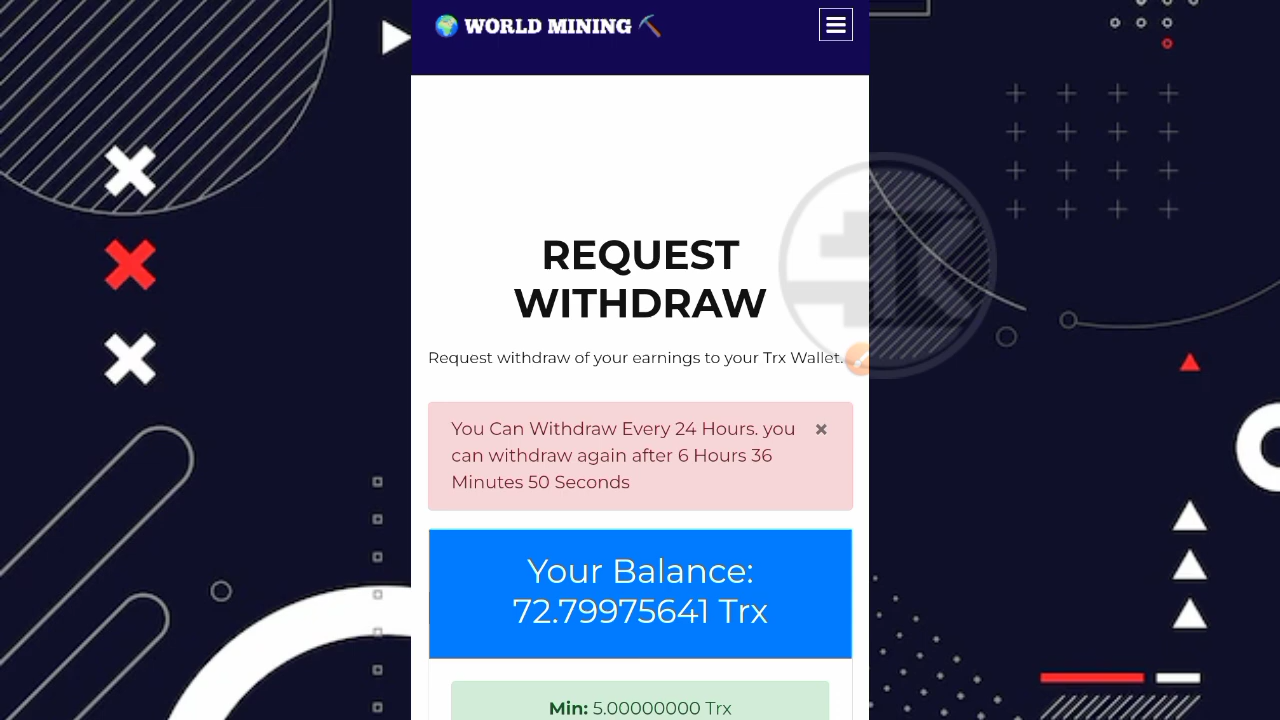 🌍 WORLD MINING ⛏️
REQUEST
WITHDRAW
Request withdraw of your earnings to your Trx Wallet.
You Can Withdraw Every 24 Hours. you ×
can withdraw again after 6 Hours 36
Minutes 50 Seconds
Your Balance:
72.79975641 Trx
Min: 5.00000000 Trx